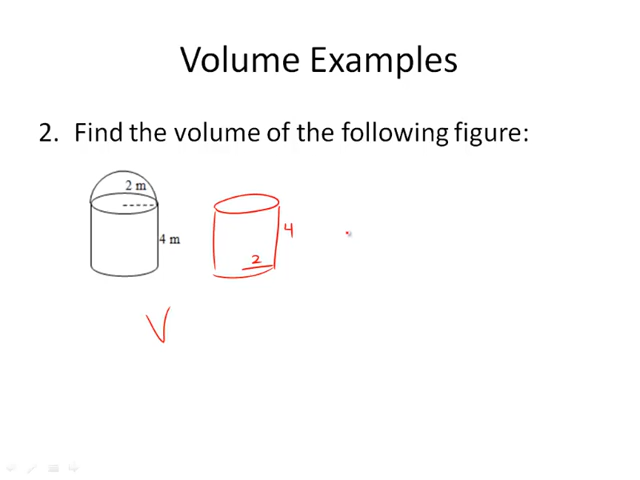 Volume Examples
2. Find the volume of the following figure:
2 m
4 m
4
2
V